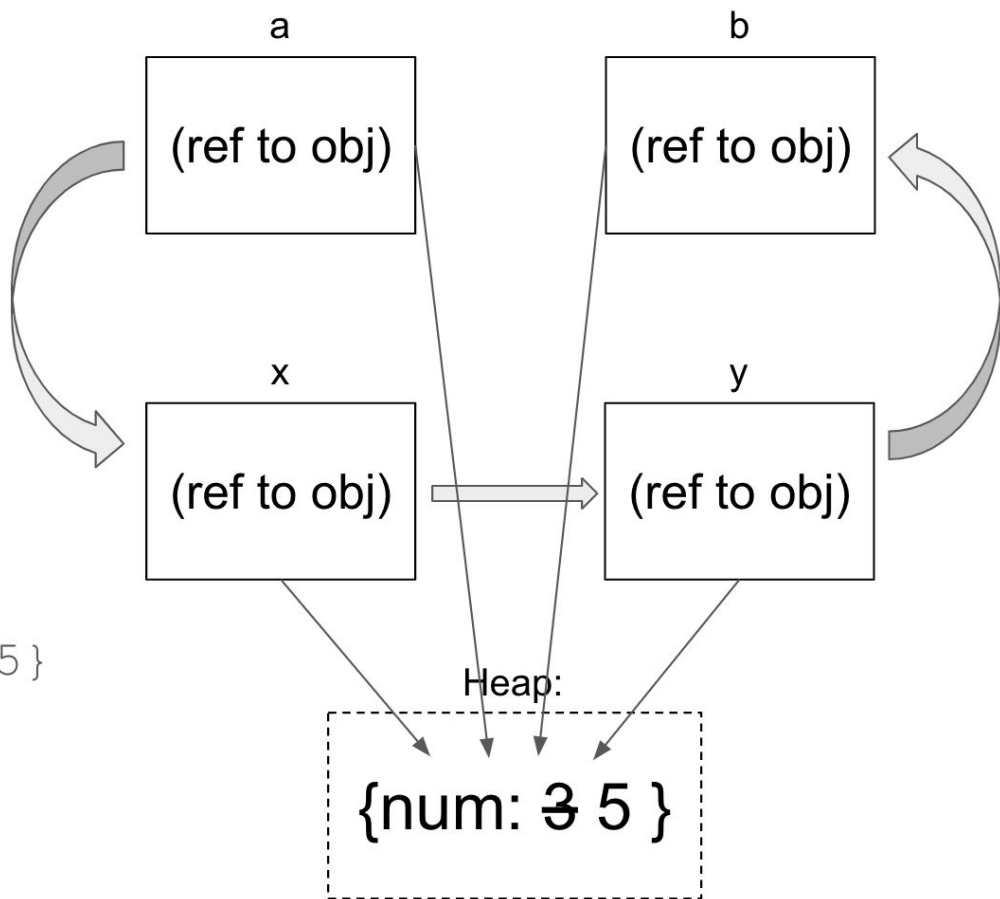 a
b
(ref to obj)
(ref to obj)
x
y
(ref to obj)
(ref to obj)
5 }
Heap:
{num: 3 5 }